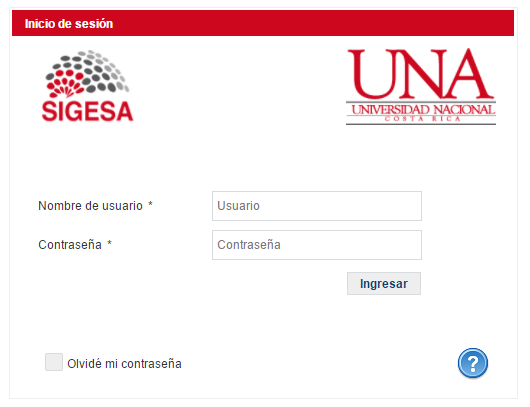 Inicio de sesión
SIGESA
UNA
UNIVERSIDAD NACIONAL
COSTA RICA
Nombre de usuario *
Usuario
Contraseña *
Contraseña
Ingresar
Olvidé mi contraseña
?